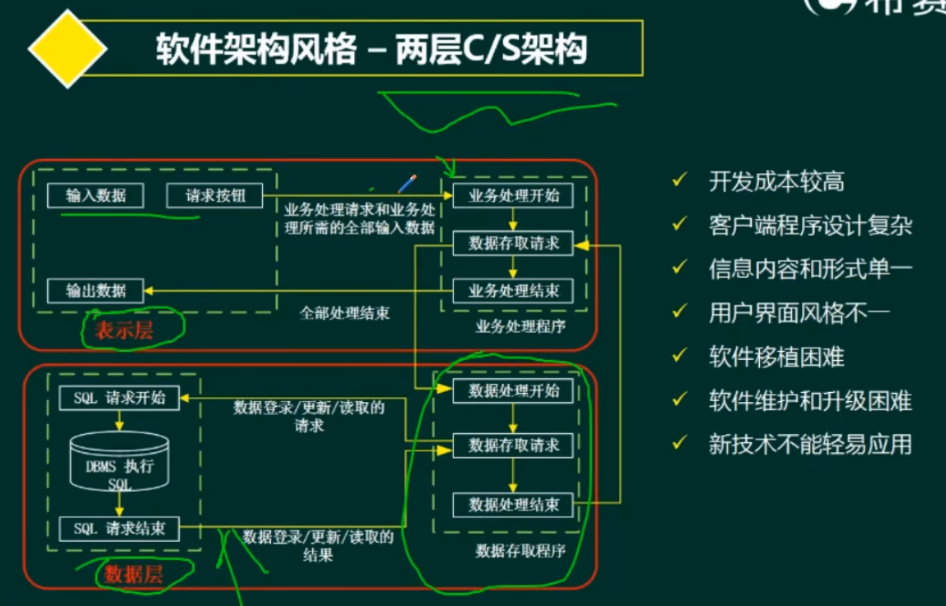 软件架构风格 – 两层C/S架构
输入数据
请求按钮
业务处理请求和业务处
理所需的全部输入数据
业务处理开始
数据存取请求
业务处理结束
输出数据
全部处理结束
业务处理程序
表示层
SQL 请求开始
DBMS 执行
SQL
SQL 请求结束
数据登录/更新/读取的
请求
数据处理开始
数据存取请求
数据处理结束
数据登录/更新/读取的
结果
数据存取程序
数据层
✓ 开发成本较高
✓ 客户端程序设计复杂
✓ 信息内容和形式单一
✓ 用户界面风格不一
✓ 软件移植困难
✓ 软件维护和升级困难
✓ 新技术不能轻易应用